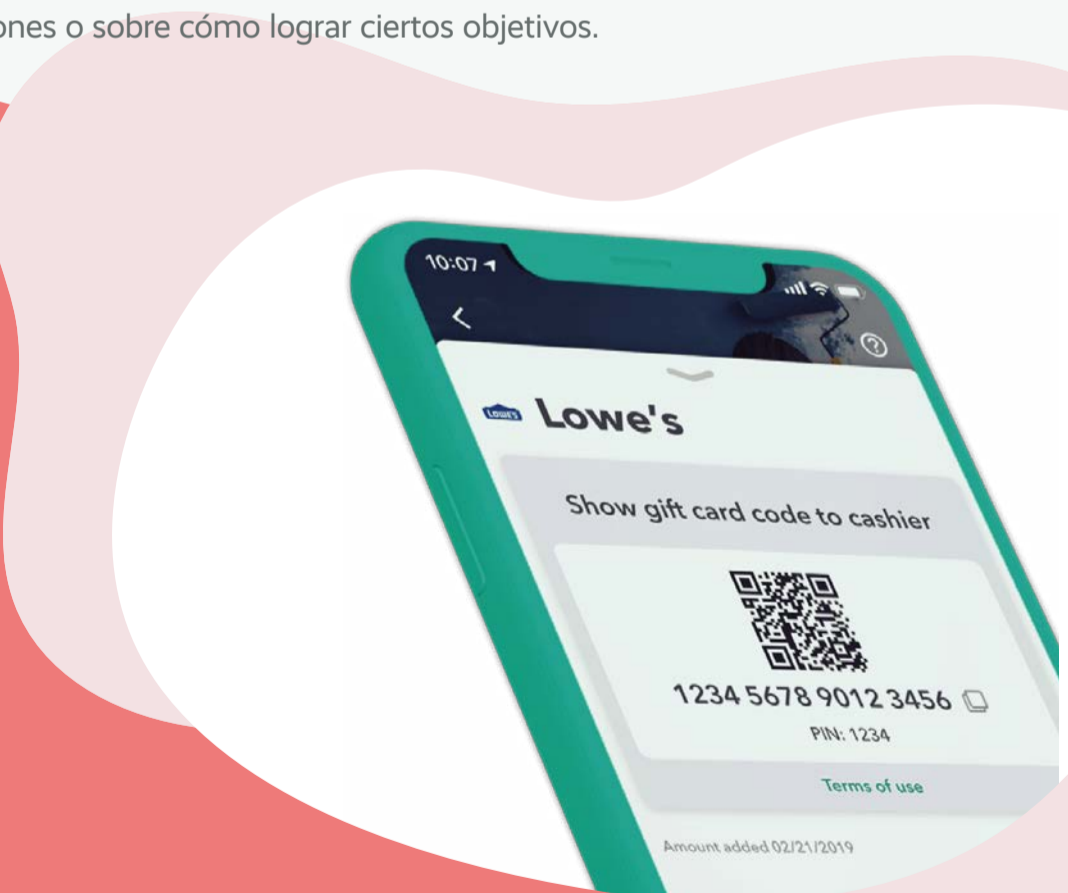 ones o sobre cómo lograr ciertos objetivos.
10:07
LOWE'S
Lowe's
Show gift card code to cashier
1234 5678 9012 3456
PIN: 1234
Terms of use
Amount added 02/21/2019